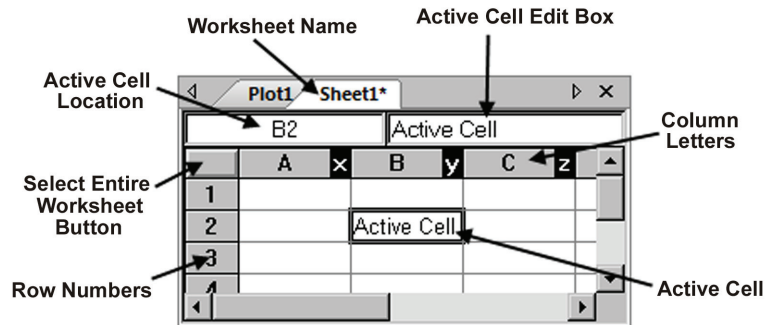 Worksheet Name
Active Cell Edit Box
Active Cell
Location
Plot1
Sheet1*
B2
Active Cell
Column
Letters
A x B y C z
Select Entire
Worksheet
Button
1
2
Active Cell
3
4
Row Numbers
Active Cell